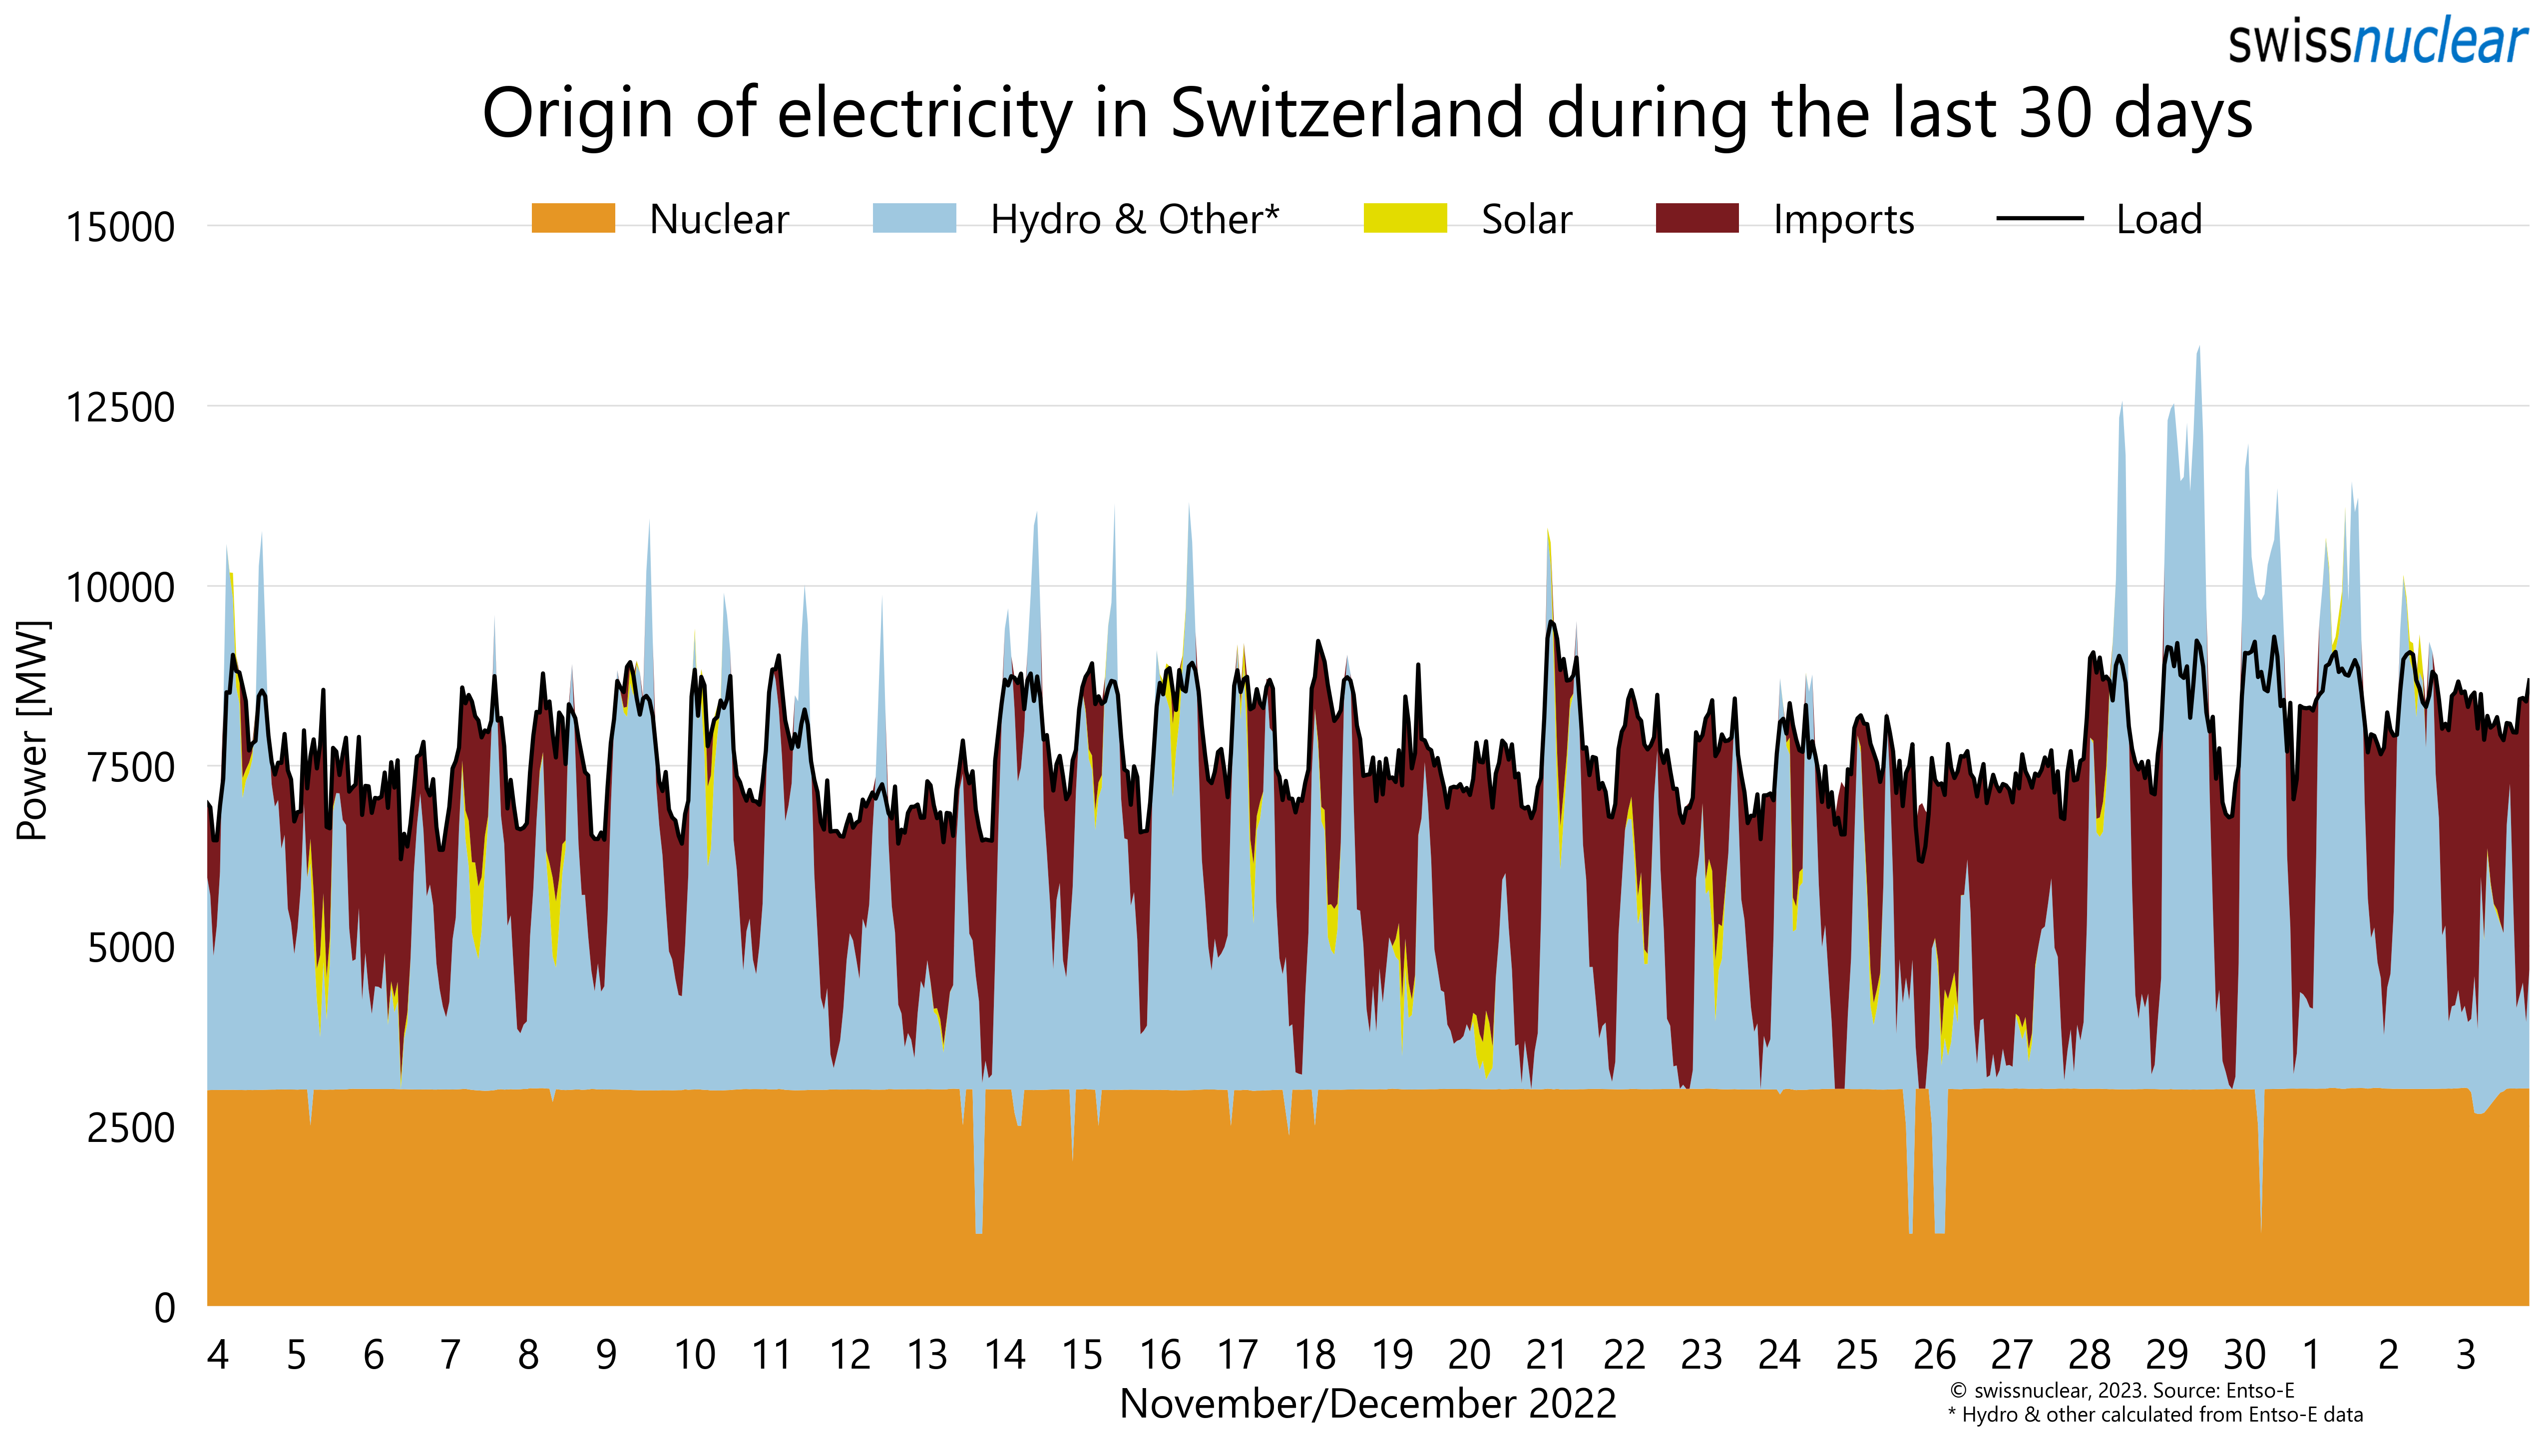 swissnuclear
Origin of electricity in Switzerland during the last 30 days
Nuclear Hydro & Other* Solar Imports Load
15000
12500
10000
7500
5000
2500
0
Power [MW]
4 5 6 7 8 9 10 11 12 13 14 15 16 17 18 19 20 21 22 23 24 25 26 27 28 29 30 1 2 3
November/December 2022
© swissnuclear, 2023. Source: Entso-E
* Hydro & other calculated from Entso-E data